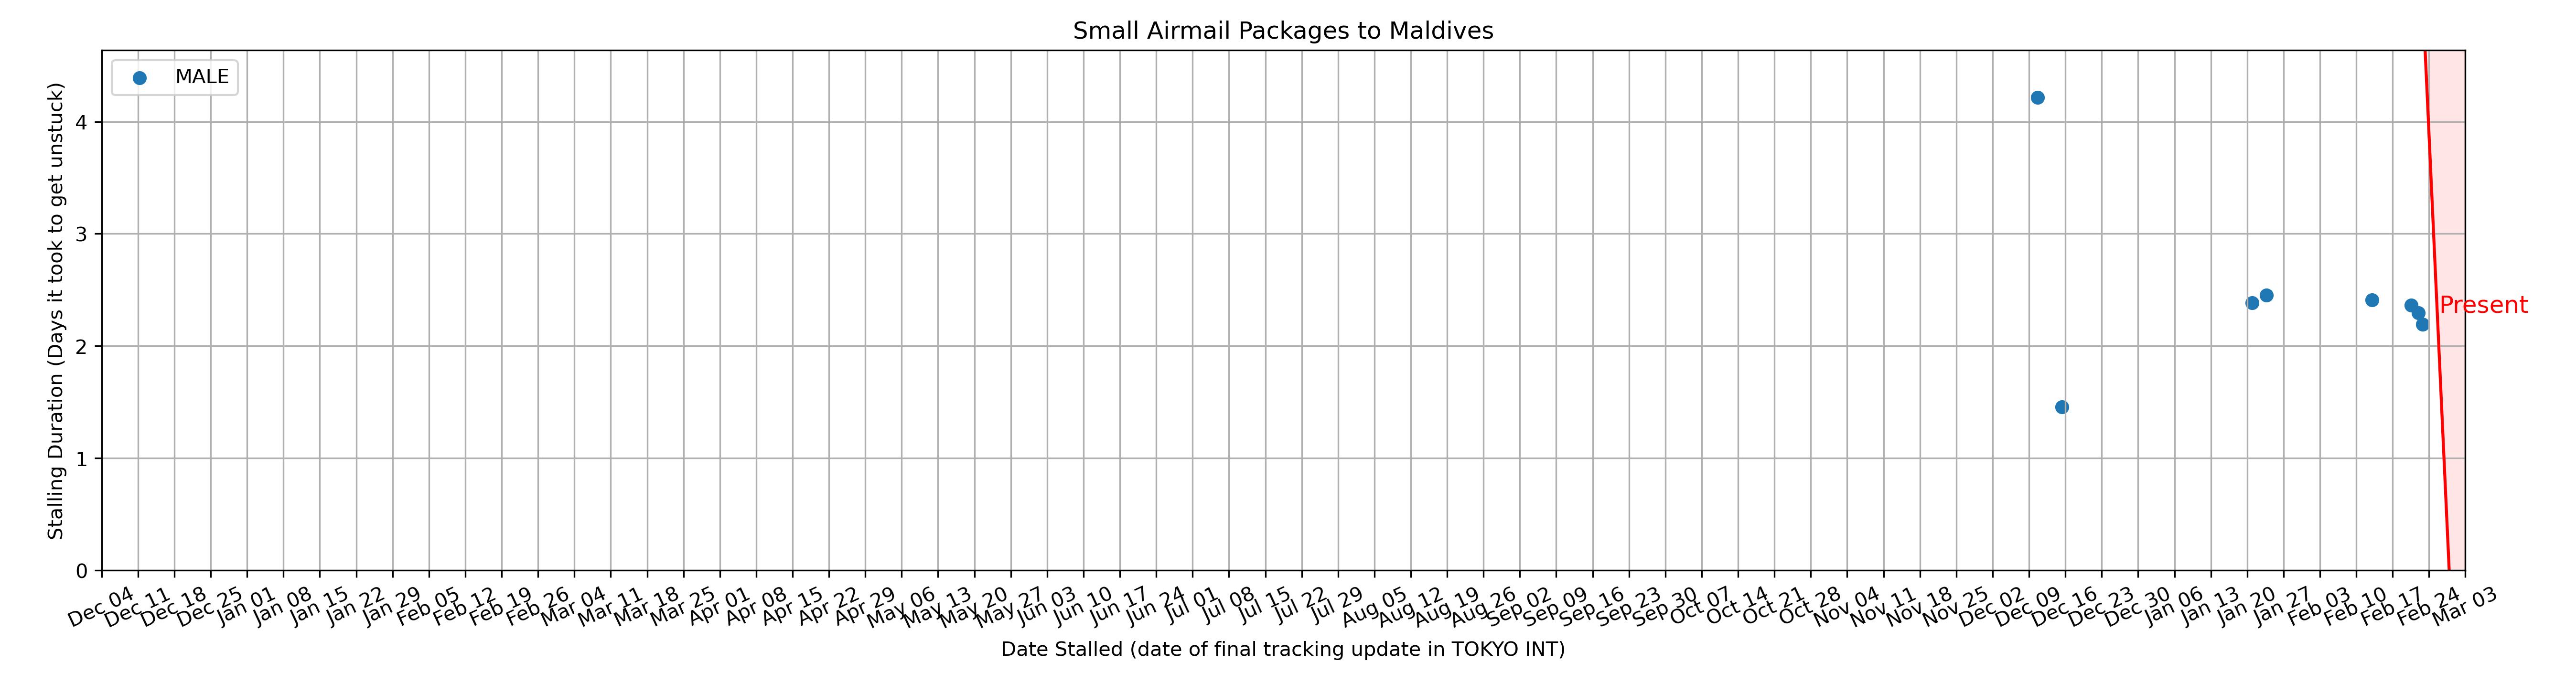 Small Airmail Packages to Maldives
MALE
Stalling Duration (Days it took to get unstuck)
4
3
2
1
0
Present
Dec 04
Dec 11
Dec 18
Dec 25
Jan 01
Jan 08
Jan 15
Jan 22
Jan 29
Feb 05
Feb 12
Feb 19
Feb 26
Mar 04
Mar 11
Mar 18
Mar 25
Apr 01
Apr 08
Apr 15
Apr 22
Apr 29
May 06
May 13
May 20
May 27
Jun 03
Jun 10
Jun 17
Jun 24
Jul 01
Jul 08
Jul 15
Jul 22
Jul 29
Aug 05
Aug 12
Aug 19
Aug 26
Sep 02
Sep 09
Sep 16
Sep 23
Sep 30
Oct 07
Oct 14
Oct 21
Oct 28
Nov 04
Nov 11
Nov 18
Nov 25
Dec 02
Dec 09
Dec 16
Dec 23
Dec 30
Jan 06
Jan 13
Jan 20
Jan 27
Feb 03
Feb 10
Feb 17
Feb 24
Mar 03
Date Stalled (date of final tracking update in TOKYO INT)